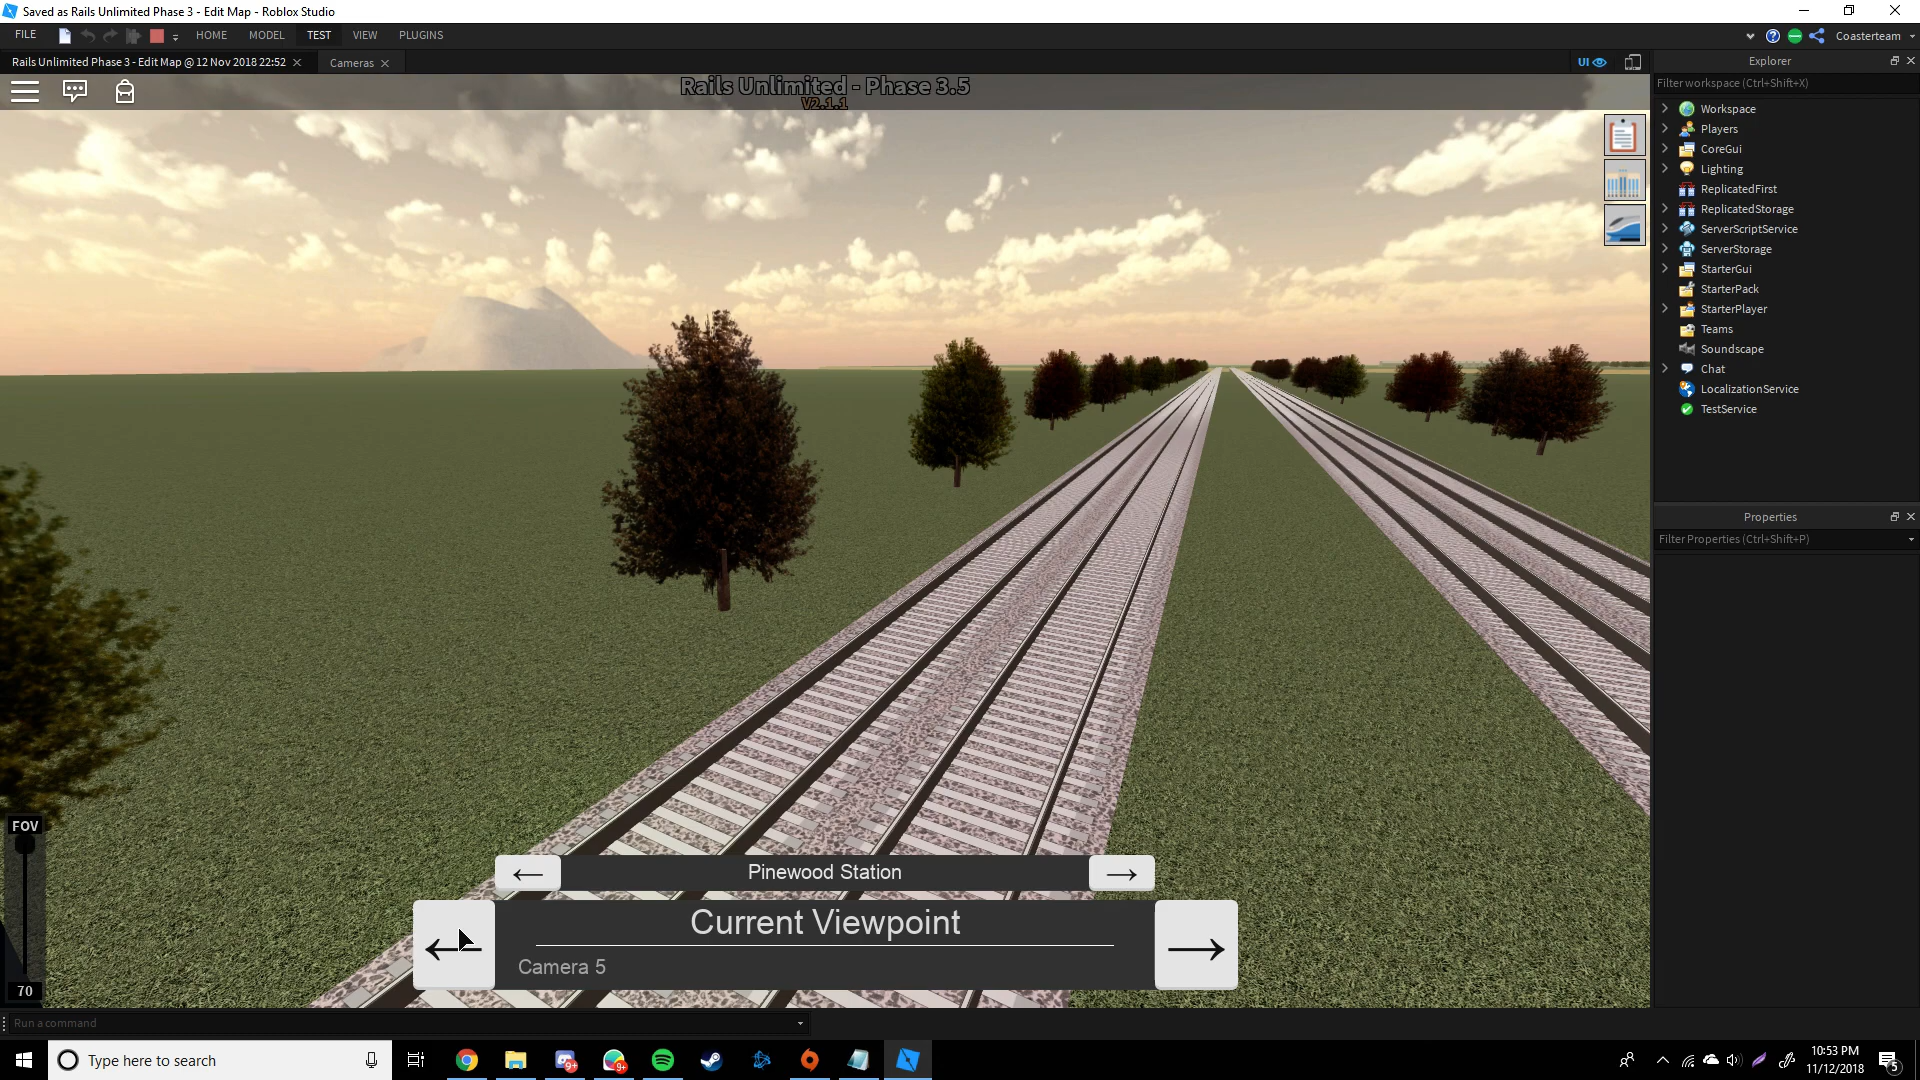 Saved as Rails Unlimited Phase 3 - Edit Map - Roblox Studio
FILE HOME MODEL TEST VIEW PLUGINS
Coasterteam
Rails Unlimited Phase 3 - Edit Map @ 12 Nov 2018 22:52
Cameras
UI
Rails Unlimited - Phase 3.5
V2.1.1
Explorer
Filter workspace (Ctrl+Shift+X)
Workspace
Players
CoreGui
Lighting
ReplicatedFirst
ReplicatedStorage
ServerScriptService
ServerStorage
StarterGui
StarterPack
StarterPlayer
Teams
Soundscape
Chat
LocalizationService
TestService
Properties
Filter Properties (Ctrl+Shift+P)
FOV
70
Pinewood Station
Current Viewpoint
Camera 5
Run a command
Type here to search
9+
9+
10:53 PM
11/12/2018
5